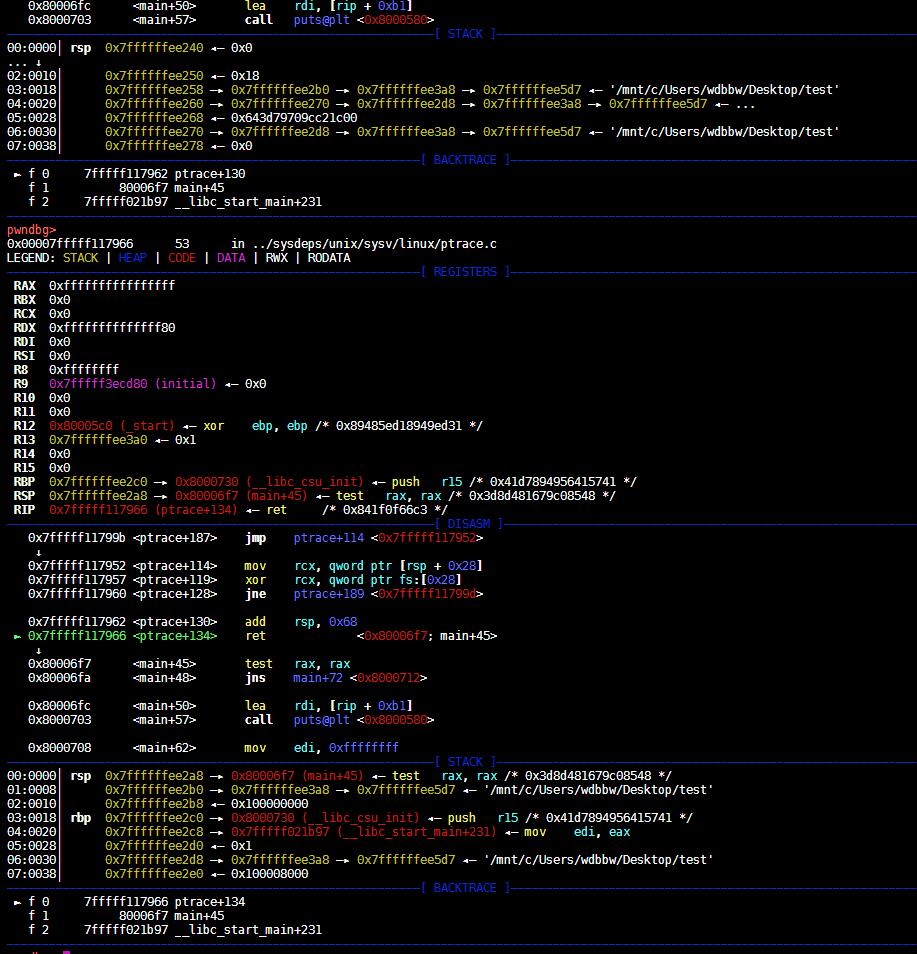 0x80006fc <main+50> lea rdi, [rip + 0xb1]
0x8000703 <main+57> call puts@plt <0x8000580>
[ STACK ]
00:0000│ rsp 0x7ffffffee240 ◂— 0x0
... ↓
02:0010│ 0x7ffffffee250 ◂— 0x18
03:0018│ 0x7ffffffee258 —▸ 0x7ffffffee2b0 —▸ 0x7ffffffee3a8 —▸ 0x7ffffffee5d7 ◂— '/mnt/c/Users/wdbbw/Desktop/test'
04:0020│ 0x7ffffffee260 —▸ 0x7ffffffee270 —▸ 0x7ffffffee2d8 —▸ 0x7ffffffee3a8 —▸ 0x7ffffffee5d7 ◂— ...
05:0028│ 0x7ffffffee268 ◂— 0x643d79709cc21c00
06:0030│ 0x7ffffffee270 —▸ 0x7ffffffee2d8 —▸ 0x7ffffffee3a8 —▸ 0x7ffffffee5d7 ◂— '/mnt/c/Users/wdbbw/Desktop/test'
07:0038│ 0x7ffffffee278 ◂— 0x0
[ BACKTRACE ]
► f 0 7fffff117962 ptrace+130
f 1 80006f7 main+45
f 2 7fffff021b97 __libc_start_main+231
pwndbg>
0x00007fffff117966 53 in ../sysdeps/unix/sysv/linux/ptrace.c
LEGEND: STACK | HEAP | CODE | DATA | RWX | RODATA
[ REGISTERS ]
RAX 0xffffffffffffffff
RBX 0x0
RCX 0x0
RDX 0xffffffffffffff80
RDI 0x0
RSI 0x0
R8 0xffffffff
R9 0x7fffff3ecd80 (initial) ◂— 0x0
R10 0x0
R11 0x0
R12 0x80005c0 (_start) ◂— xor ebp, ebp /* 0x89485ed18949ed31 */
R13 0x7ffffffee3a0 ◂— 0x1
R14 0x0
R15 0x0
RBP 0x7ffffffee2c0 —▸ 0x8000730 (__libc_csu_init) ◂— push r15 /* 0x41d7894956415741 */
RSP 0x7ffffffee2a8 —▸ 0x80006f7 (main+45) ◂— test rax, rax /* 0x3d8d481679c08548 */
RIP 0x7fffff117966 (ptrace+134) ◂— ret /* 0x841f0f66c3 */
[ DISASM ]
0x7fffff11799b <ptrace+187> jmp ptrace+114 <0x7fffff117952>
↓
0x7fffff117952 <ptrace+114> mov rcx, qword ptr [rsp + 0x28]
0x7fffff117957 <ptrace+119> xor rcx, qword ptr fs:[0x28]
0x7fffff117960 <ptrace+128> jne ptrace+189 <0x7fffff11799d>
0x7fffff117962 <ptrace+130> add rsp, 0x68
► 0x7fffff117966 <ptrace+134> ret <0x80006f7; main+45>
↓
0x80006f7 <main+45> test rax, rax
0x80006fa <main+48> jns main+72 <0x8000712>
0x80006fc <main+50> lea rdi, [rip + 0xb1]
0x8000703 <main+57> call puts@plt <0x8000580>
0x8000708 <main+62> mov edi, 0xffffffff
[ STACK ]
00:0000│ rsp 0x7ffffffee2a8 —▸ 0x80006f7 (main+45) ◂— test rax, rax /* 0x3d8d481679c08548 */
01:0008│ 0x7ffffffee2b0 —▸ 0x7ffffffee3a8 —▸ 0x7ffffffee5d7 ◂— '/mnt/c/Users/wdbbw/Desktop/test'
02:0010│ 0x7ffffffee2b8 ◂— 0x100000000
03:0018│ rbp 0x7ffffffee2c0 —▸ 0x8000730 (__libc_csu_init) ◂— push r15 /* 0x41d7894956415741 */
04:0020│ 0x7ffffffee2c8 —▸ 0x7fffff021b97 (__libc_start_main+231) ◂— mov edi, eax
05:0028│ 0x7ffffffee2d0 ◂— 0x1
06:0030│ 0x7ffffffee2d8 —▸ 0x7ffffffee3a8 —▸ 0x7ffffffee5d7 ◂— '/mnt/c/Users/wdbbw/Desktop/test'
07:0038│ 0x7ffffffee2e0 ◂— 0x100008000
[ BACKTRACE ]
► f 0 7fffff117966 ptrace+134
f 1 80006f7 main+45
f 2 7fffff021b97 __libc_start_main+231